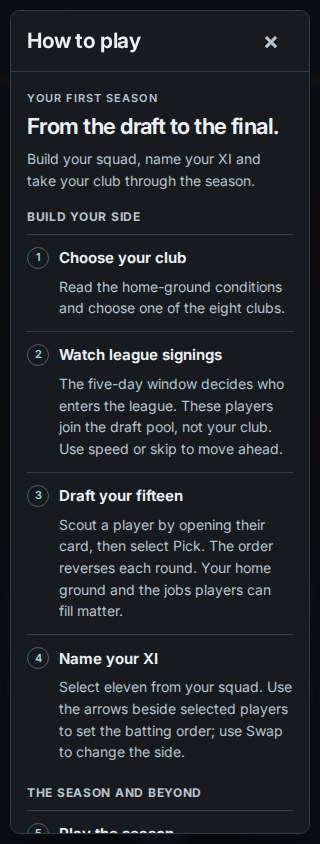 How to play
×
YOUR FIRST SEASON
From the draft to the final.
Build your squad, name your XI and
take your club through the season.
BUILD YOUR SIDE
1 Choose your club
Read the home-ground conditions
and choose one of the eight clubs.
2 Watch league signings
The five-day window decides who
enters the league. These players
join the draft pool, not your club.
Use speed or skip to move ahead.
3 Draft your fifteen
Scout a player by opening their
card, then select Pick. The order
reverses each round. Your home
ground and the jobs players can
fill matter.
4 Name your XI
Select eleven from your squad. Use
the arrows beside selected players
to set the batting order; use Swap
to change the side.
THE SEASON AND BEYOND
5 Play the season